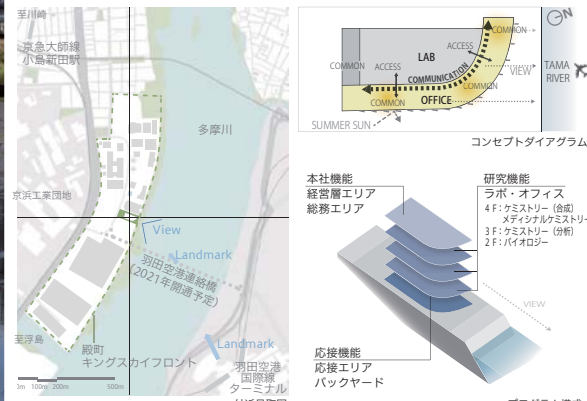 至川崎
京急大師線
小島新田駅
多摩川
京浜工業団地
View
Landmark
羽田空港連絡橋
(2021年開通予定)
至浮島
殿町
キングスカイフロント
Landmark
羽田空港
国際線
ターミナル
0m 100m 200m 500m
N
COMMON
LAB
ACCESS
COMMON
ACCESS
COMMUNICATION
VIEW
TAMA
RIVER
COMMON
COMMON
OFFICE
SUMMER SUN
コンセプトダイアグラム
本社機能
経営層エリア
総務エリア
研究機能
ラボ・オフィス
4F:ケミストリー(合成)
メディシナルケミストリー
3F:ケミストリー(分析)
2F:バイオロジー
VIEW
応接機能
応接エリア
バックヤード